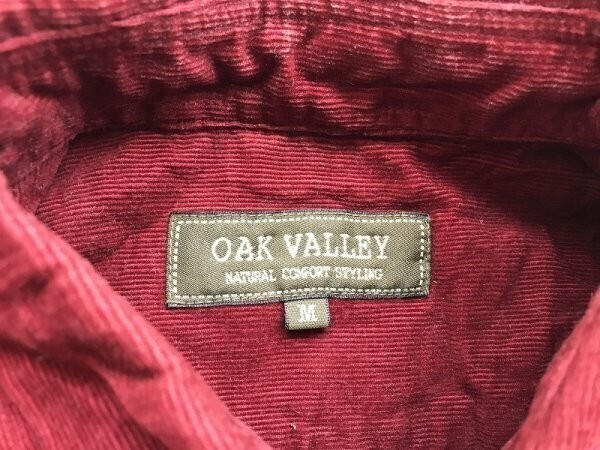 OAK VALLEY
NATURAL COMFORT STYLING
M